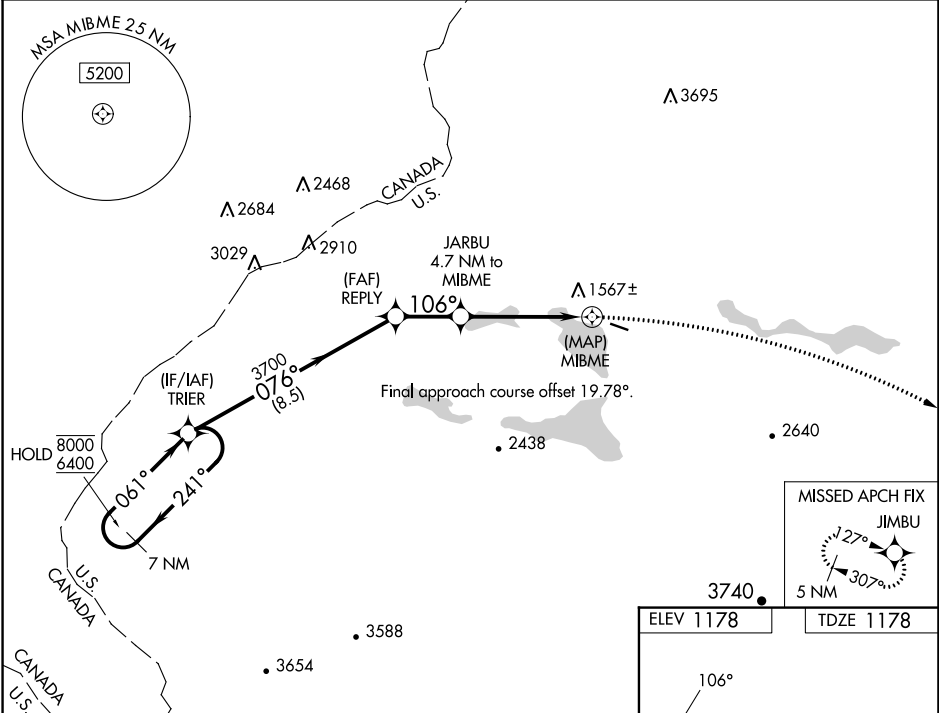 MSA MIBME 25 NM
5200
3695
CANADA
U.S.
2468
2684
2910
3029
JARBU
4.7 NM to
MIBME
(FAF)
REPLY
106°
1567±
(MAP)
MIBME
3700
076°
(8.5)
(IF/IAF)
TRIER
Final approach course offset 19.78°.
HOLD
8000
6400
061°
241°
7 NM
2438
2640
U.S.
CANADA
MISSED APCH FIX
JIMBU
127°
307°
5 NM
3740
3588
3654
ELEV 1178
TDZE 1178
CANADA
U.S.
106°